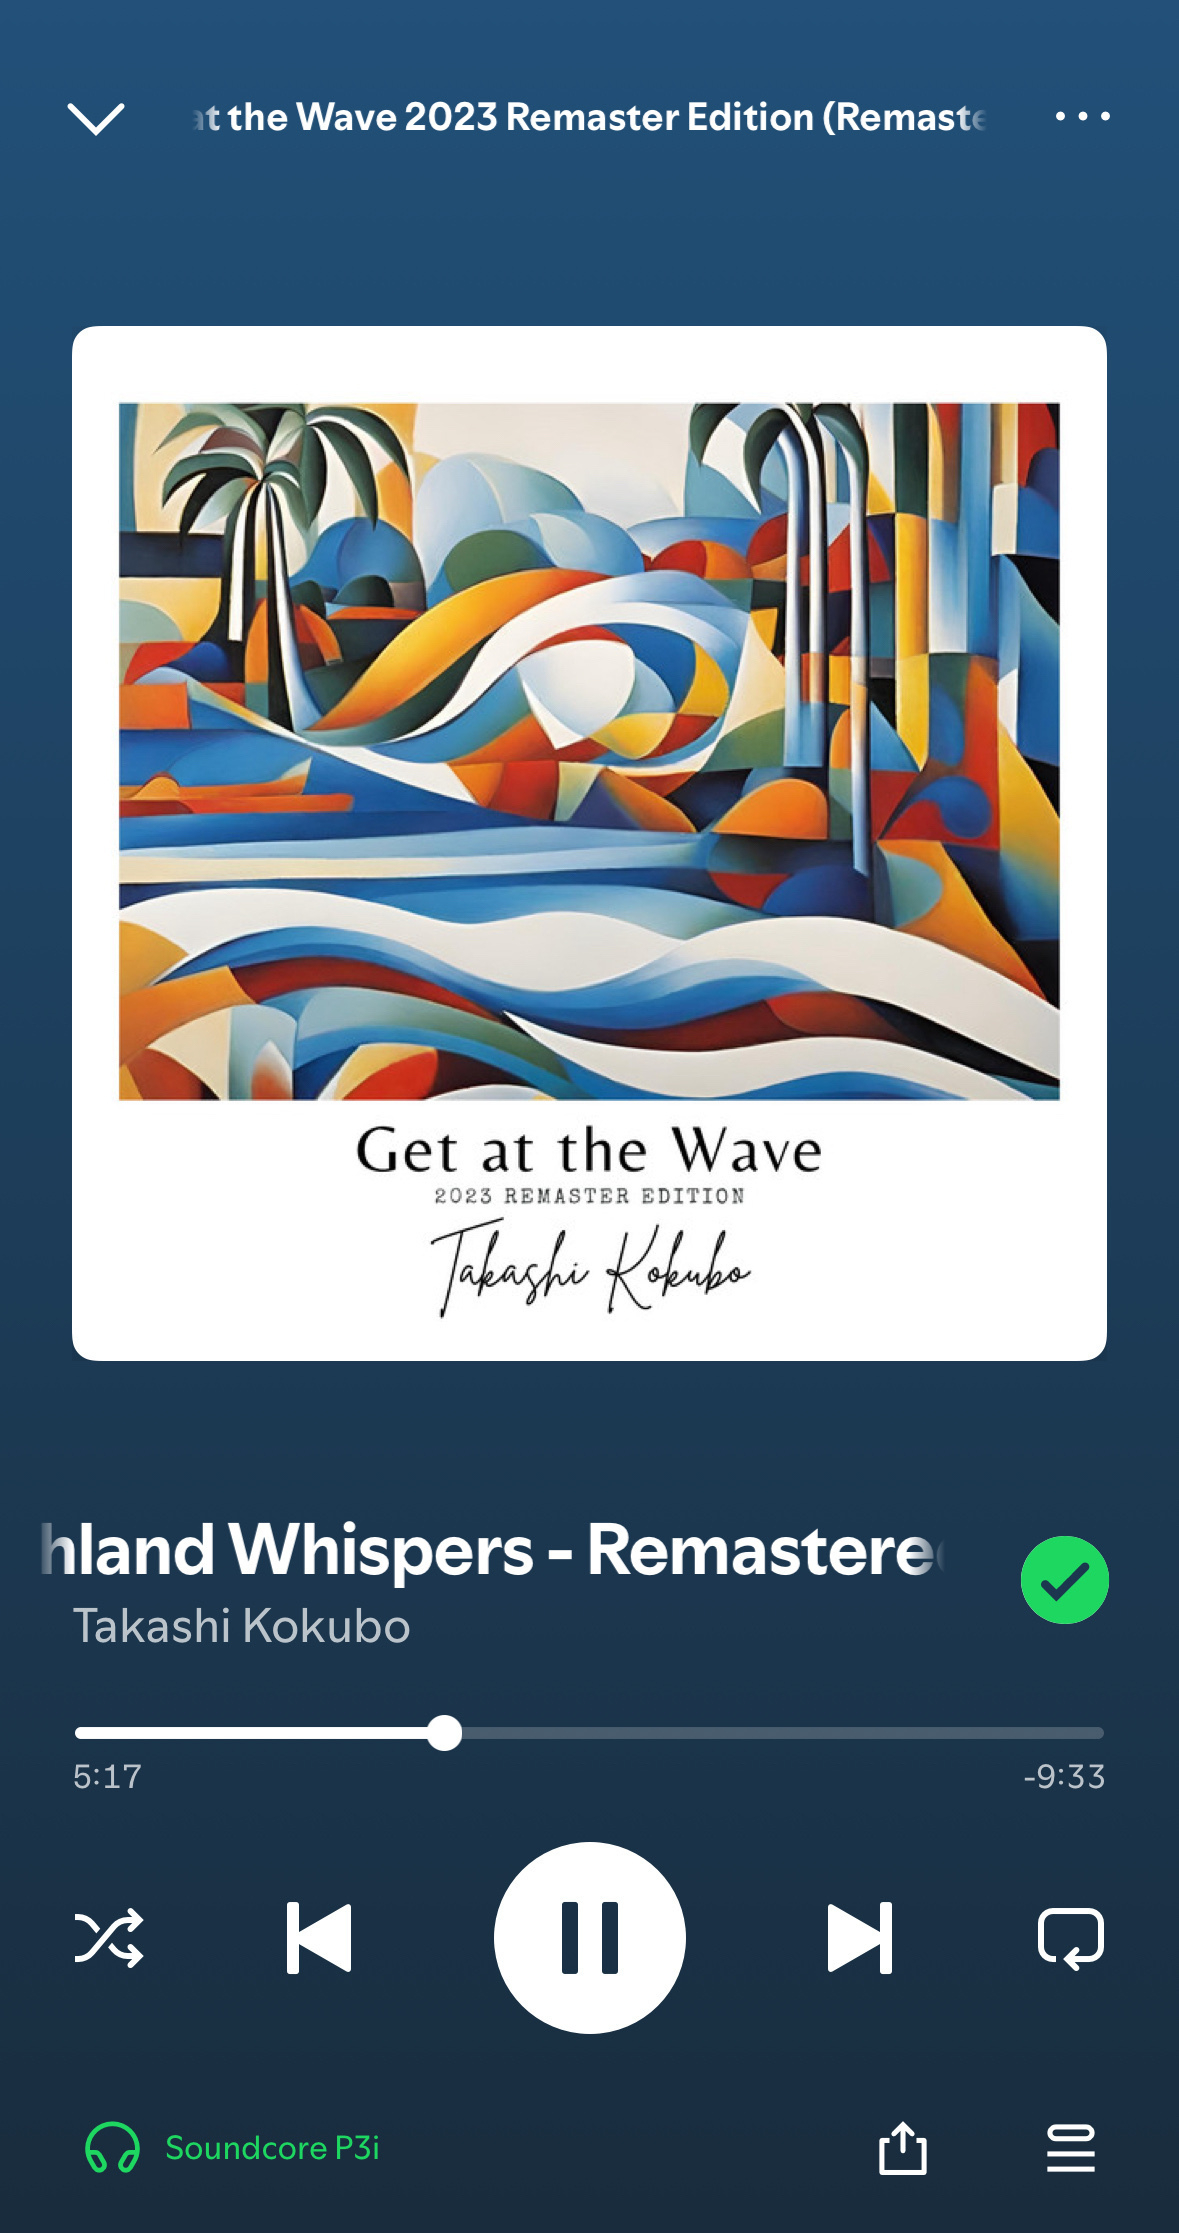 at the Wave 2023 Remaster Edition (Remaste
Get at the Wave
2023 REMASTER EDITION
Takashi Kokubo
hland Whispers - Remastere
Takashi Kokubo
5:17
-9:33
Soundcore P3i